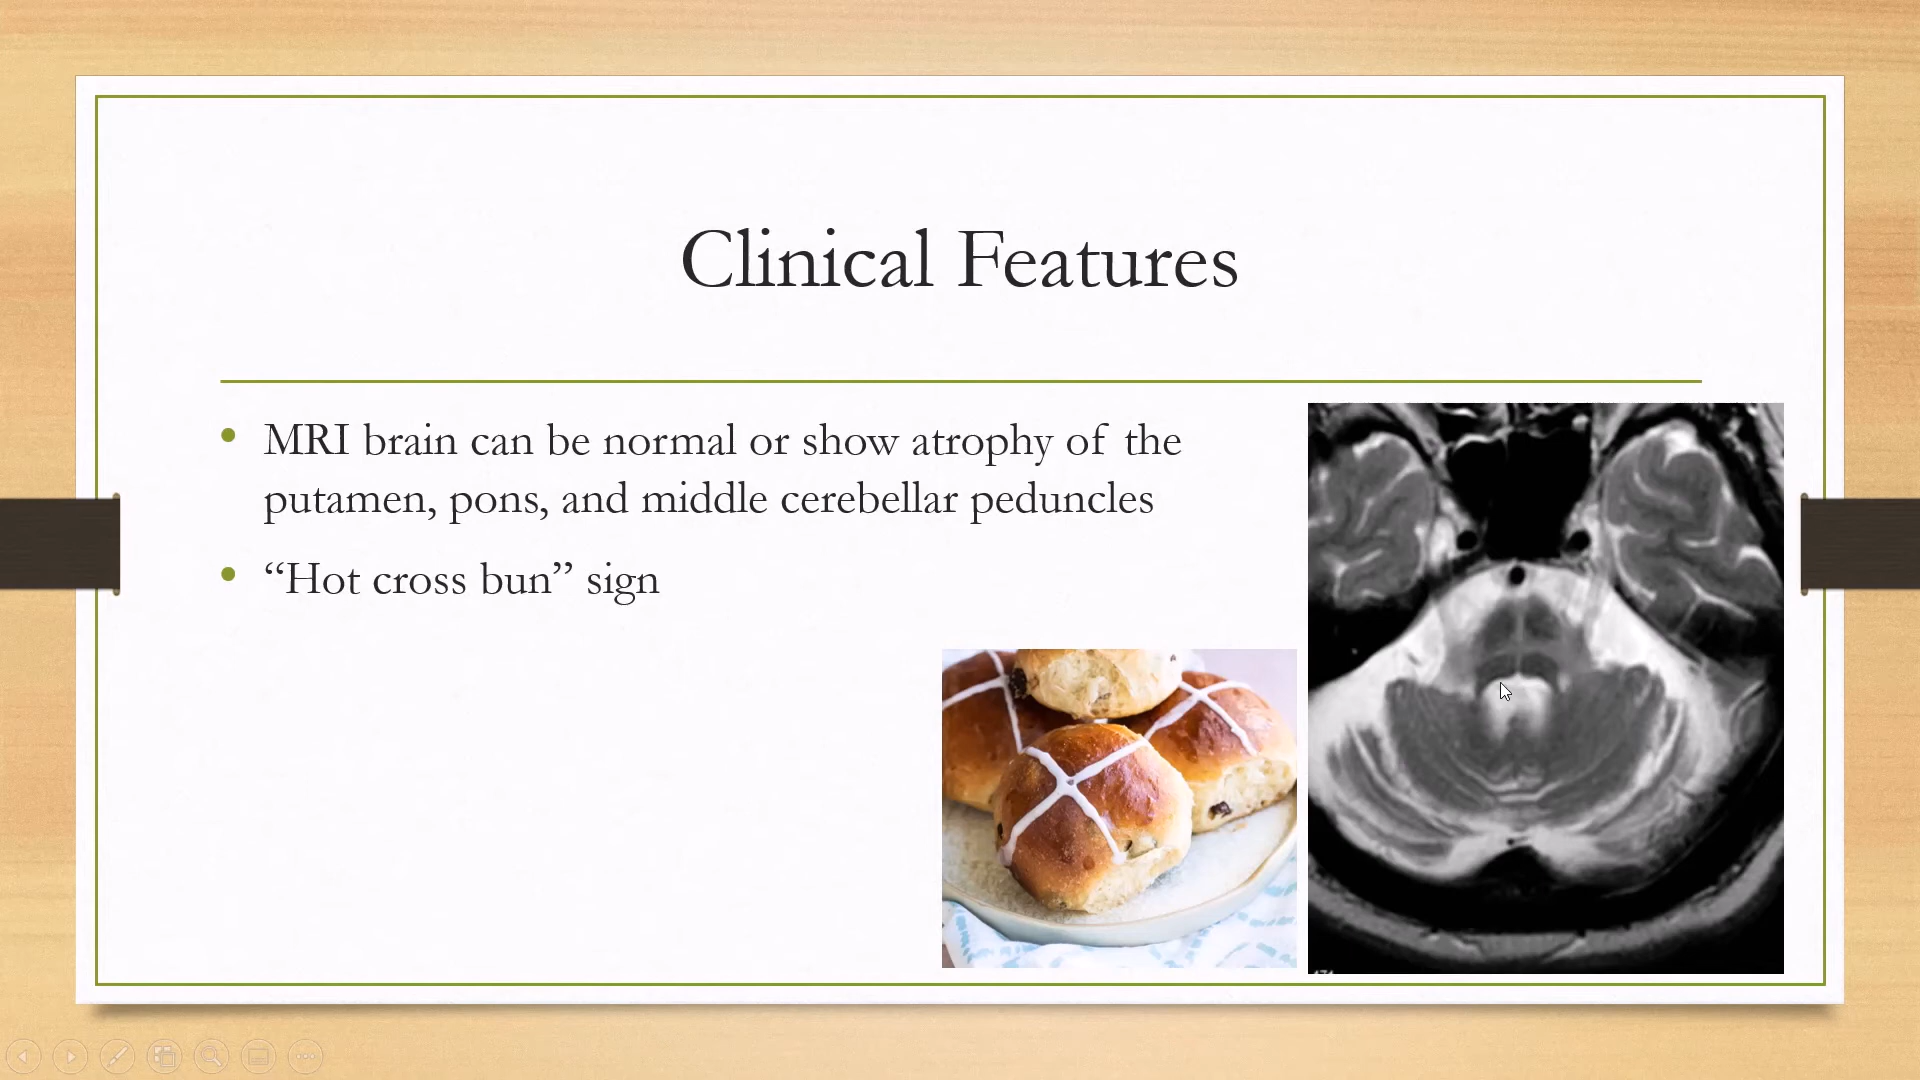 Clinical Features
• MRI brain can be normal or show atrophy of the
putamen, pons, and middle cerebellar peduncles
• “Hot cross bun” sign